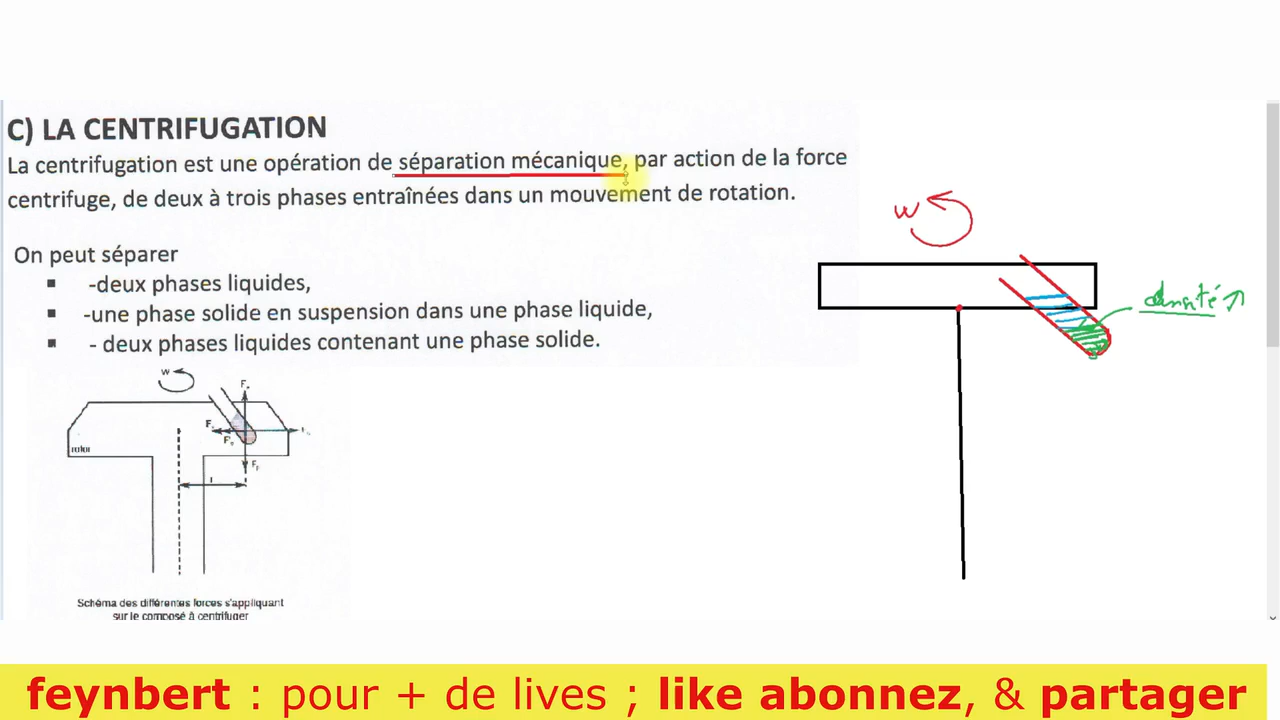 C) LA CENTRIFUGATION
La centrifugation est une opération de séparation mécanique, par action de la force
centrifuge, de deux à trois phases entraînées dans un mouvement de rotation.
On peut séparer
-deux phases liquides,
-une phase solide en suspension dans une phase liquide,
- deux phases liquides contenant une phase solide.
w
rotor
r
Schéma des différentes forces s'appliquant
sur le composé à centrifuger
w
densité
feynbert : pour + de lives ; like abonnez, & partager